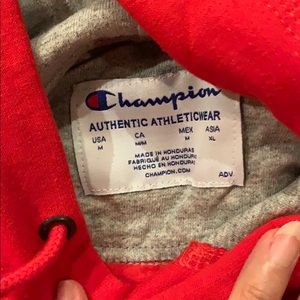 Champion
AUTHENTIC ATHLETICWEAR
USA CA MEX ASIA
M M/M M XL
MADE IN HONDURAS
FABRIQUÉ AU HONDURAS
HECHO EN HONDURAS
CHAMPION.COM
ADV